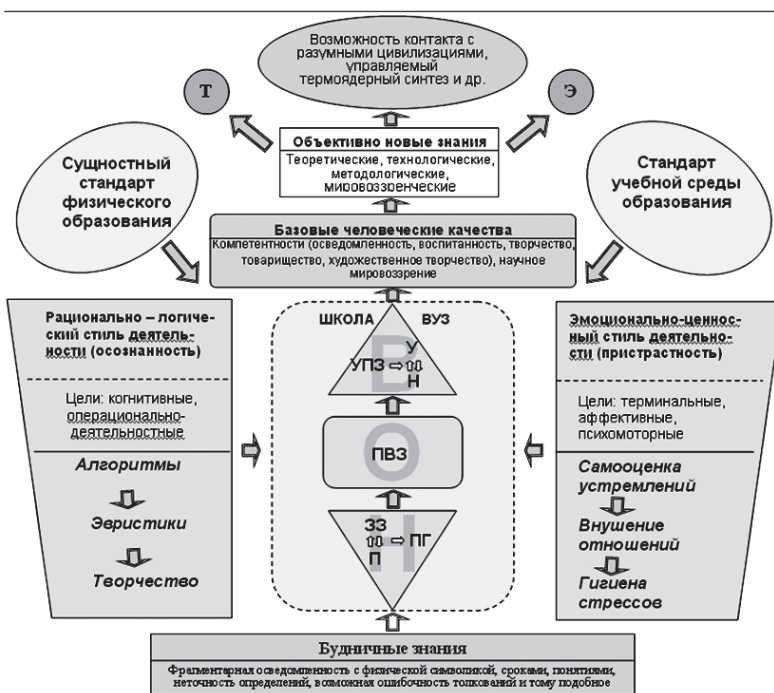 Возможность контакта с
разумными цивилизациями,
управляемый
термоядерный синтез и др.
Т
Э
Объективно новые знания
Теоретические, технологические,
методологические,
мировоззренческие
Сущностный
стандарт
физического
образования
Стандарт
учебной среды
образования
Базовые человеческие качества
Компетентности (осведомленность, воспитанность, творчество,
товарищество, художественное творчество), научное
мировоззрение
Рационально – логичес-
кий стиль деятель-
ности (осознанность)
Цели: когнитивные,
операционально-
деятельностные
Алгоритмы
Эвристики
Творчество
ШКОЛА ВУЗ
В
У
УПЗ
Н
О
ПВЗ
Н
ЗЗ
ПГ
П
Эмоционально-ценнос-
ный стиль деятельно-
сти (пристрастность)
Цели: терминальные,
аффективные,
психомоторные
Самооценка
устремлений
Внушение
отношений
Гигиена
стрессов
Будничные знания
Фрагментарная осведомленность с физической символикой, сроками, понятиями,
неточность определений, возможная ошибочность толкований и тому подобное